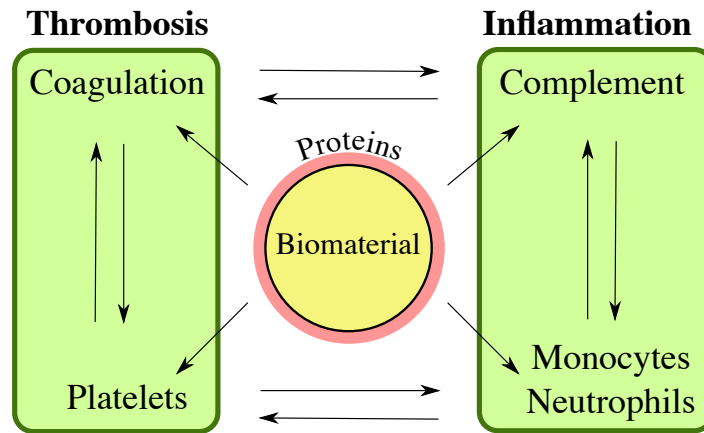 Thrombosis
Inflammation
Coagulation
Complement
Proteins
Biomaterial
Platelets
Monocytes
Neutrophils